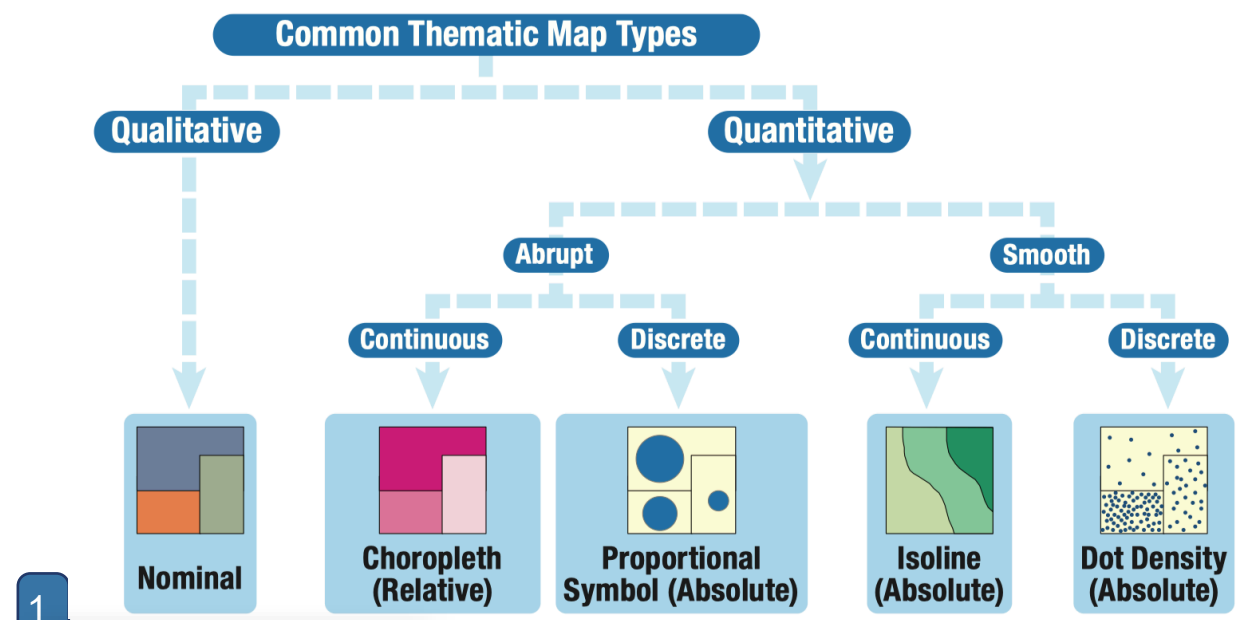 Common Thematic Map Types
Qualitative
Quantitative
Abrupt
Smooth
Continuous
Discrete
Continuous
Discrete
Nominal
Choropleth
(Relative)
Proportional
Symbol (Absolute)
Isoline
(Absolute)
Dot Density
(Absolute)
1